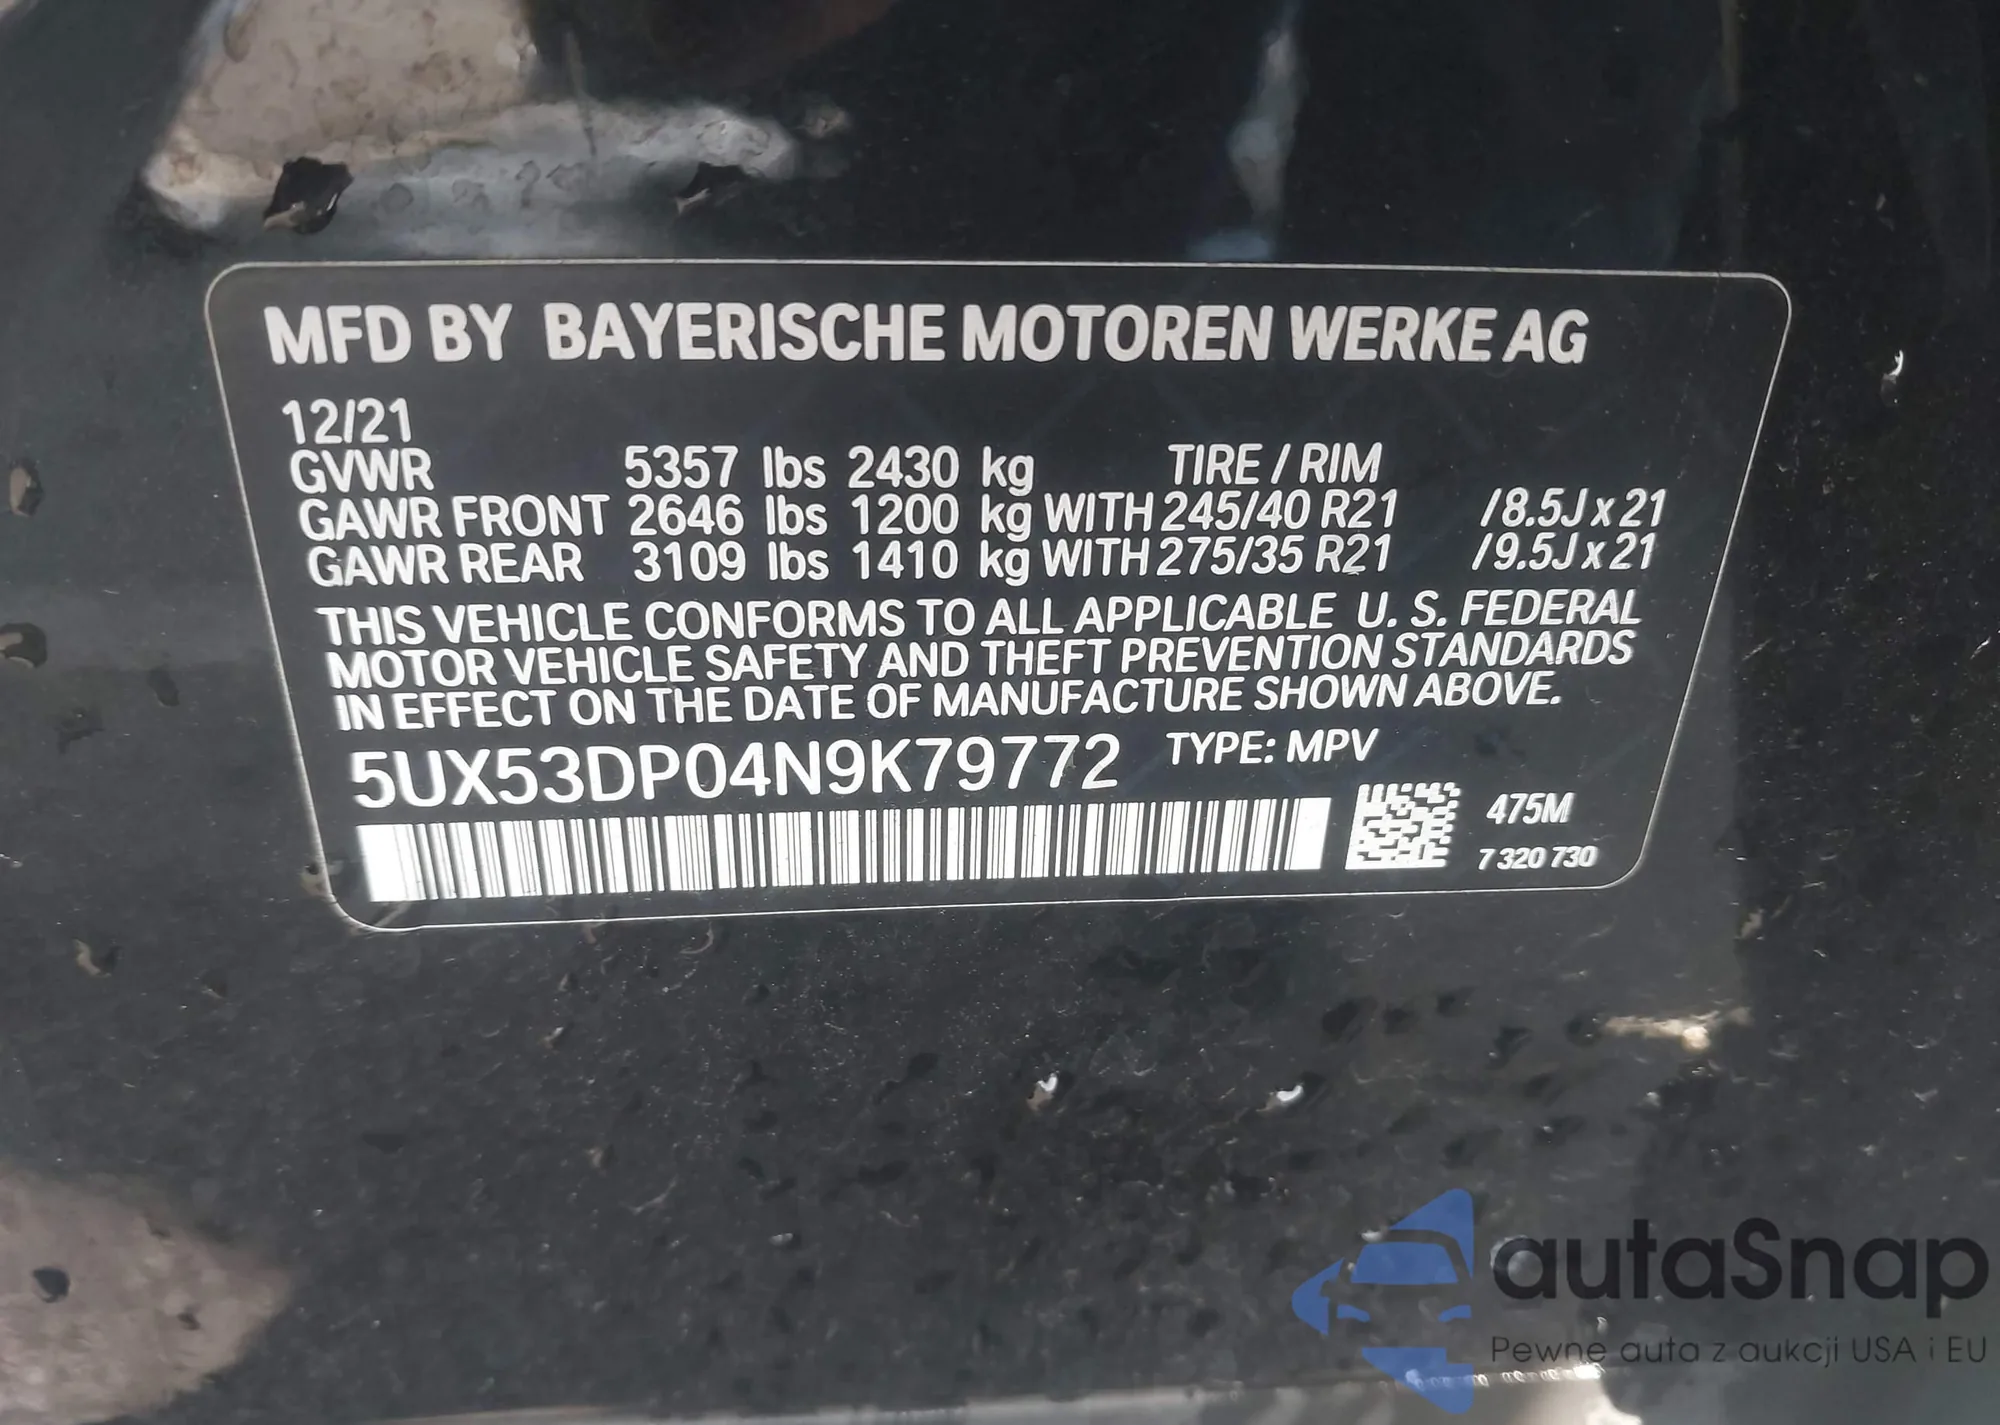 MFD BY BAYERISCHE MOTOREN WERKE AG
12/21
GVWR 5357 lbs 2430 kg TIRE / RIM
GAWR FRONT 2646 lbs 1200 kg WITH 245/40 R21 /8.5J x 21
GAWR REAR 3109 lbs 1410 kg WITH 275/35 R21 /9.5J x 21
THIS VEHICLE CONFORMS TO ALL APPLICABLE U. S. FEDERAL
MOTOR VEHICLE SAFETY AND THEFT PREVENTION STANDARDS
IN EFFECT ON THE DATE OF MANUFACTURE SHOWN ABOVE.
5UX53DP04N9K79772 TYPE: MPV
475M
7 320 730
autaSnap
Pewne auta z aukcji USA i EU